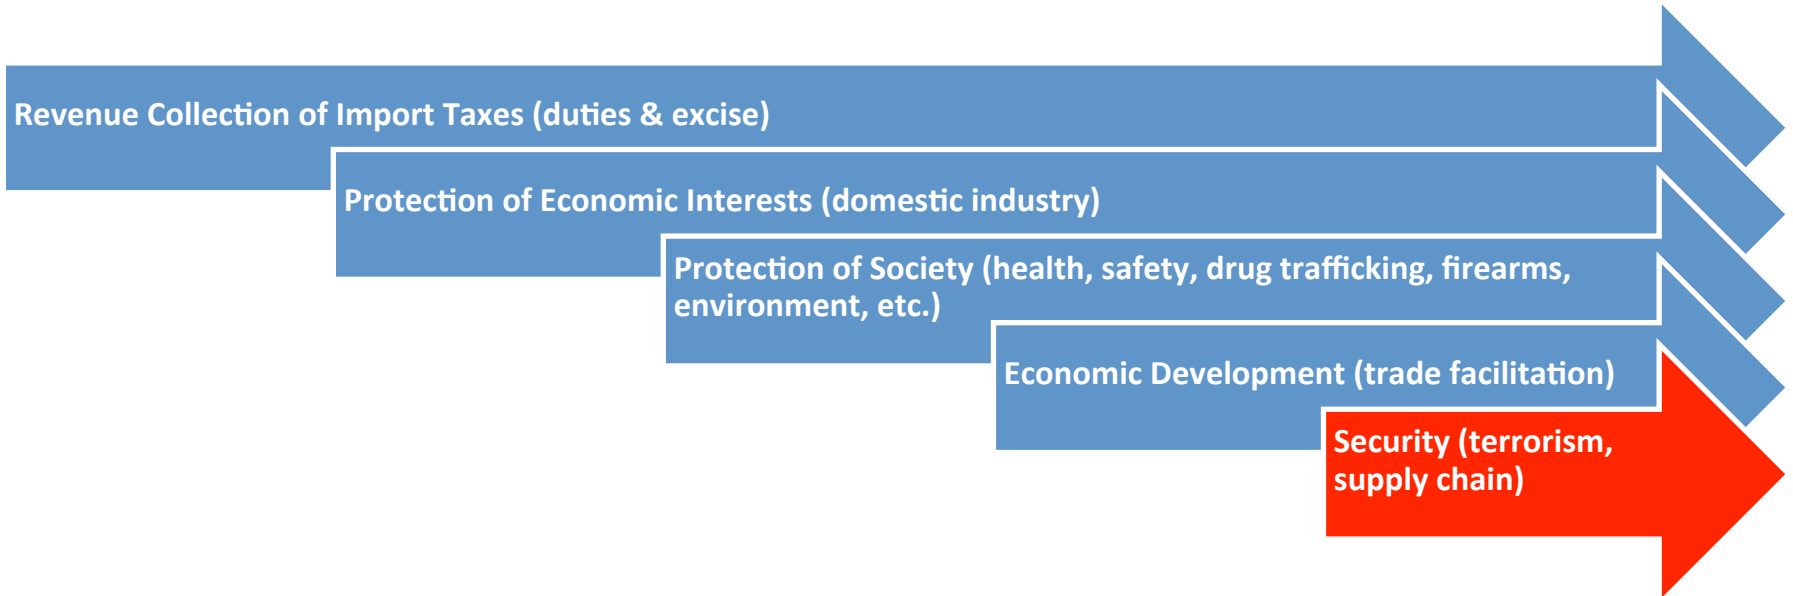 Revenue Collection of Import Taxes (duties & excise)
Protection of Economic Interests (domestic industry)
Protection of Society (health, safety, drug trafficking, firearms,
environment, etc.)
Economic Development (trade facilitation)
Security (terrorism,
supply chain)